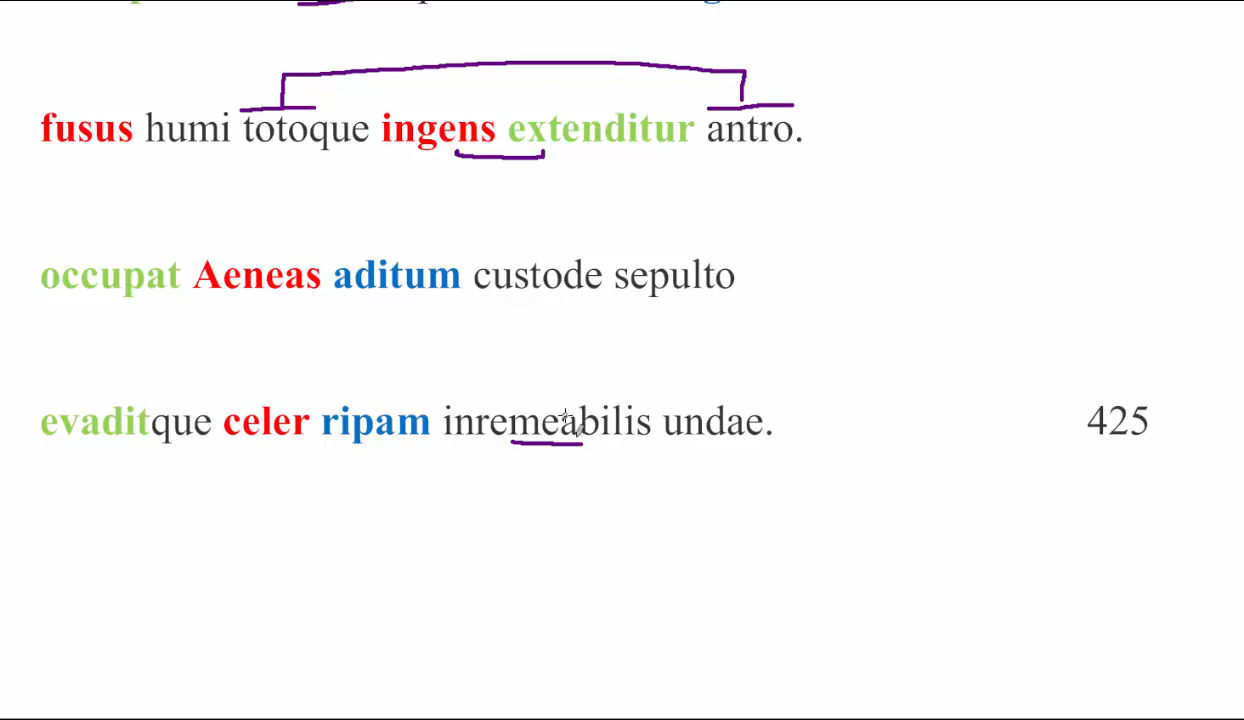 fusus humi totoque ingens extenditur antro.
occupat Aeneas aditum custode sepulto
evaditque celer ripam inremeabilis undae. 425